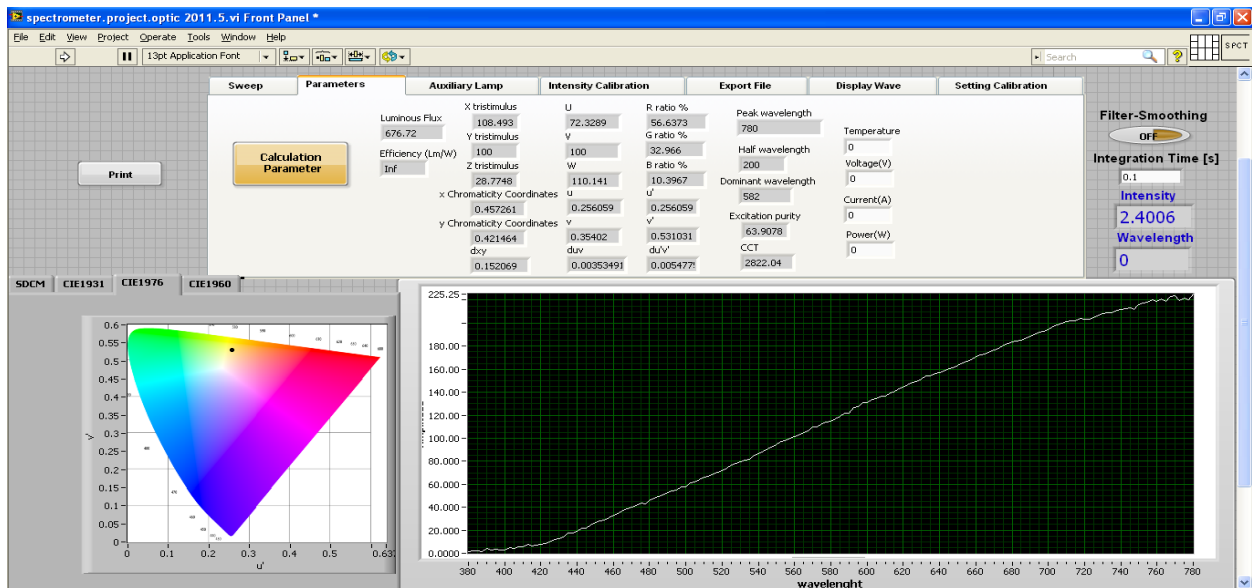 spectrometer.project.optic 2011.5.vi Front Panel *
File Edit View Project Operate Tools Window Help
13pt Application Font
Search
SPCT
Sweep Parameters Auxiliary Lamp Intensity Calibration Export File Display Wave Setting Calibration
Print
Calculation
Parameter
Luminous Flux
676.72
Efficiency (Lm/W)
Inf
X tristimulus
108.493
Y tristimulus
100
Z tristimulus
28.7748
x Chromaticity Coordinates
0.457261
y Chromaticity Coordinates
0.421464
dxy
0.152069
U
72.3289
V
100
W
110.141
u
0.256059
v
0.35402
duv
0.00353491
R ratio %
56.6373
G ratio %
32.966
B ratio %
10.3967
u'
0.256059
v'
0.531031
du'v'
Peak wavelength
780
Half wavelength
200
Dominant wavelength
582
Excitation purity
63.9078
CCT
2822.04
Temperature
0
Voltage(V)
0
Current(A)
0
Power(W)
0
Filter-Smoothing
OFF
Integration Time [s]
0.1
Intensity
2.4006
Wavelength
0
SDCM CIE1931 CIE1976 CIE1960
0.6
0.55
0.5
0.45
0.4
0.35
0.3
0.25
0.2
0.15
0.1
0.05
0
v'
0 0.1 0.2 0.3 0.4 0.5
u'
225.25
180.00
160.00
140.00
120.00
100.00
80.000
60.000
40.000
20.000
0.0000
380 400 420 440 460 480 500 520 540 560 580 600 620 640 660 680 700 720 740 760 780
wavelenght